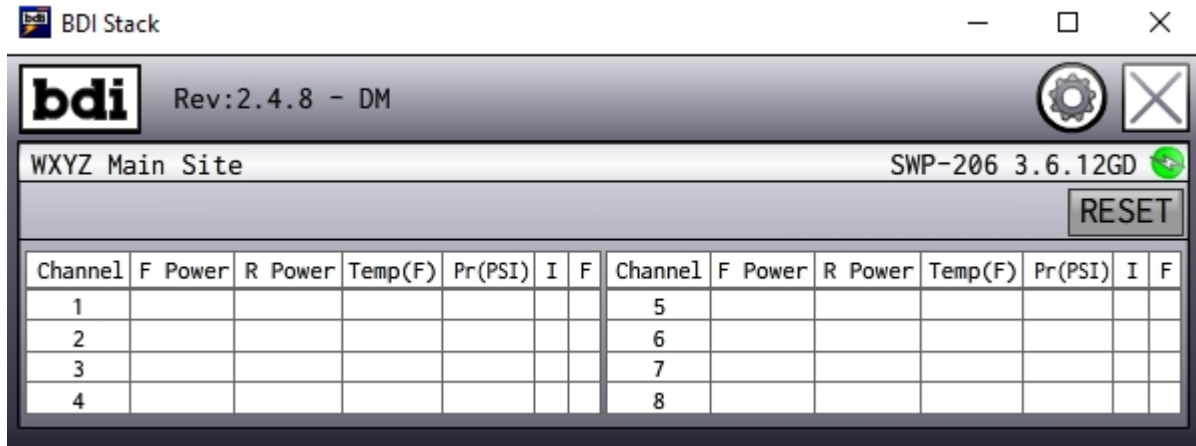 bdi BDI Stack
bdi Rev:2.4.8 - DM
WXYZ Main Site SWP-206 3.6.12GD
RESET
Channel F Power R Power Temp(F) Pr(PSI) I F Channel F Power R Power Temp(F) Pr(PSI) I F
1 5
2 6
3 7
4 8